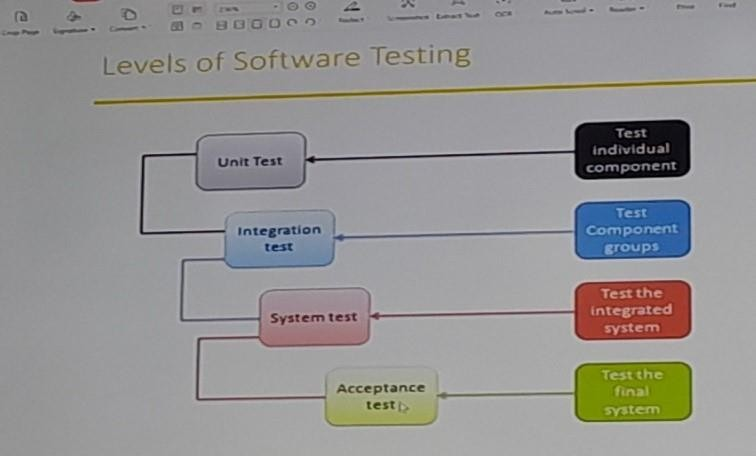 Levels of Software Testing
Unit Test
Test
individual
component
Integration
test
Test
Component
groups
System test
Test the
integrated
system
Acceptance
test
Test the
final
system